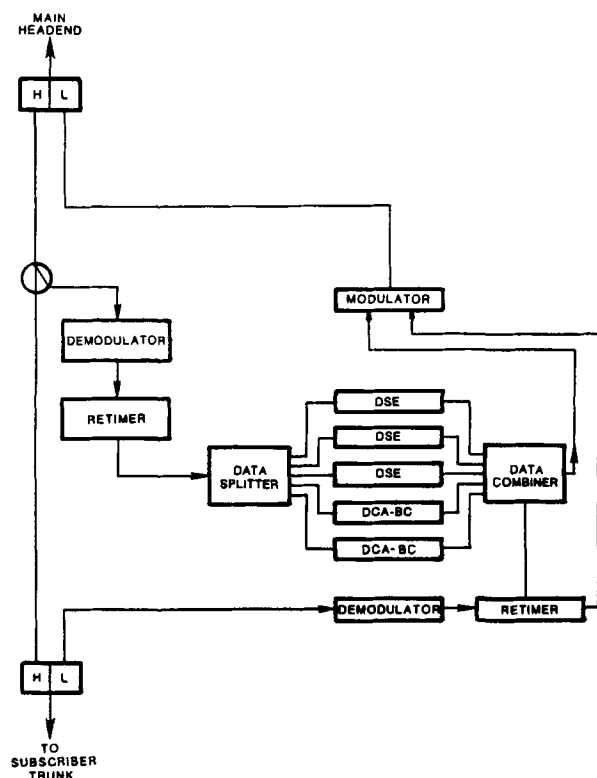 MAIN
HEADEND
H L
DEMODULATOR
RETIMER
MODULATOR
DSE
DSE
DSE
DCA-BC
DCA-BC
DATA
SPLITTER
DATA
COMBINER
DEMODULATOR
RETIMER
H L
TO
SUBSCRIBER
TRUNK